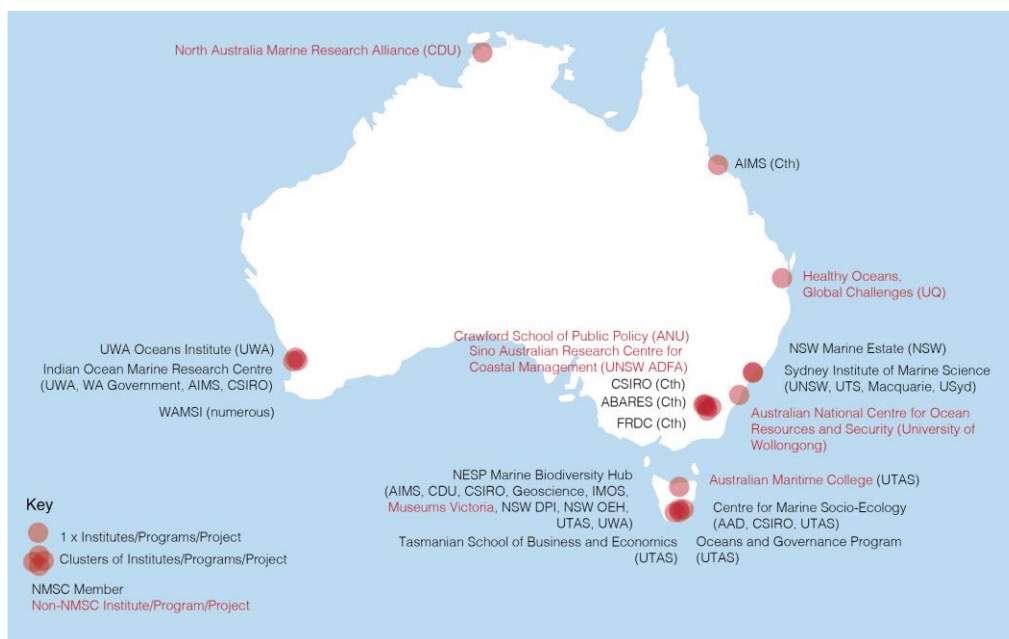 North Australia Marine Research Alliance (CDU)
AIMS (Cth)
Healthy Oceans,
Global Challenges (UQ)
Crawford School of Public Policy (ANU)
Sino Australian Research Centre for
Coastal Management (UNSW ADFA)
CSIRO (Cth)
ABARES (Cth)
FRDC (Cth)
UWA Oceans Institute (UWA)
Indian Ocean Marine Research Centre
(UWA, WA Government, AIMS, CSIRO)
WAMSI (numerous)
NSW Marine Estate (NSW)
Sydney Institute of Marine Science
(UNSW, UTS, Macquarie, USyd)
Australian National Centre for Ocean
Resources and Security (University of
Wollongong)
NESP Marine Biodiversity Hub
(AIMS, CDU, CSIRO, Geoscience, IMOS,
Museums Victoria, NSW DPI, NSW OEH,
UTAS, UWA)
Tasmanian School of Business and Economics
(UTAS)
Australian Maritime College (UTAS)
Centre for Marine Socio-Ecology
(AAD, CSIRO, UTAS)
Oceans and Governance Program
(UTAS)
Key
1 x Institutes/Programs/Project
Clusters of Institutes/Programs/Project
NMSC Member
Non-NMSC Institute/Program/Project